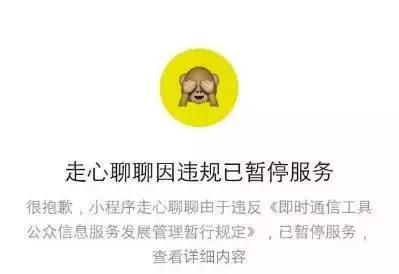 走心聊聊因违规已暂停服务
很抱歉，小程序走心聊聊由于违反《即时通信工具
公众信息服务发展管理暂行规定》，已暂停服务，
查看详细内容